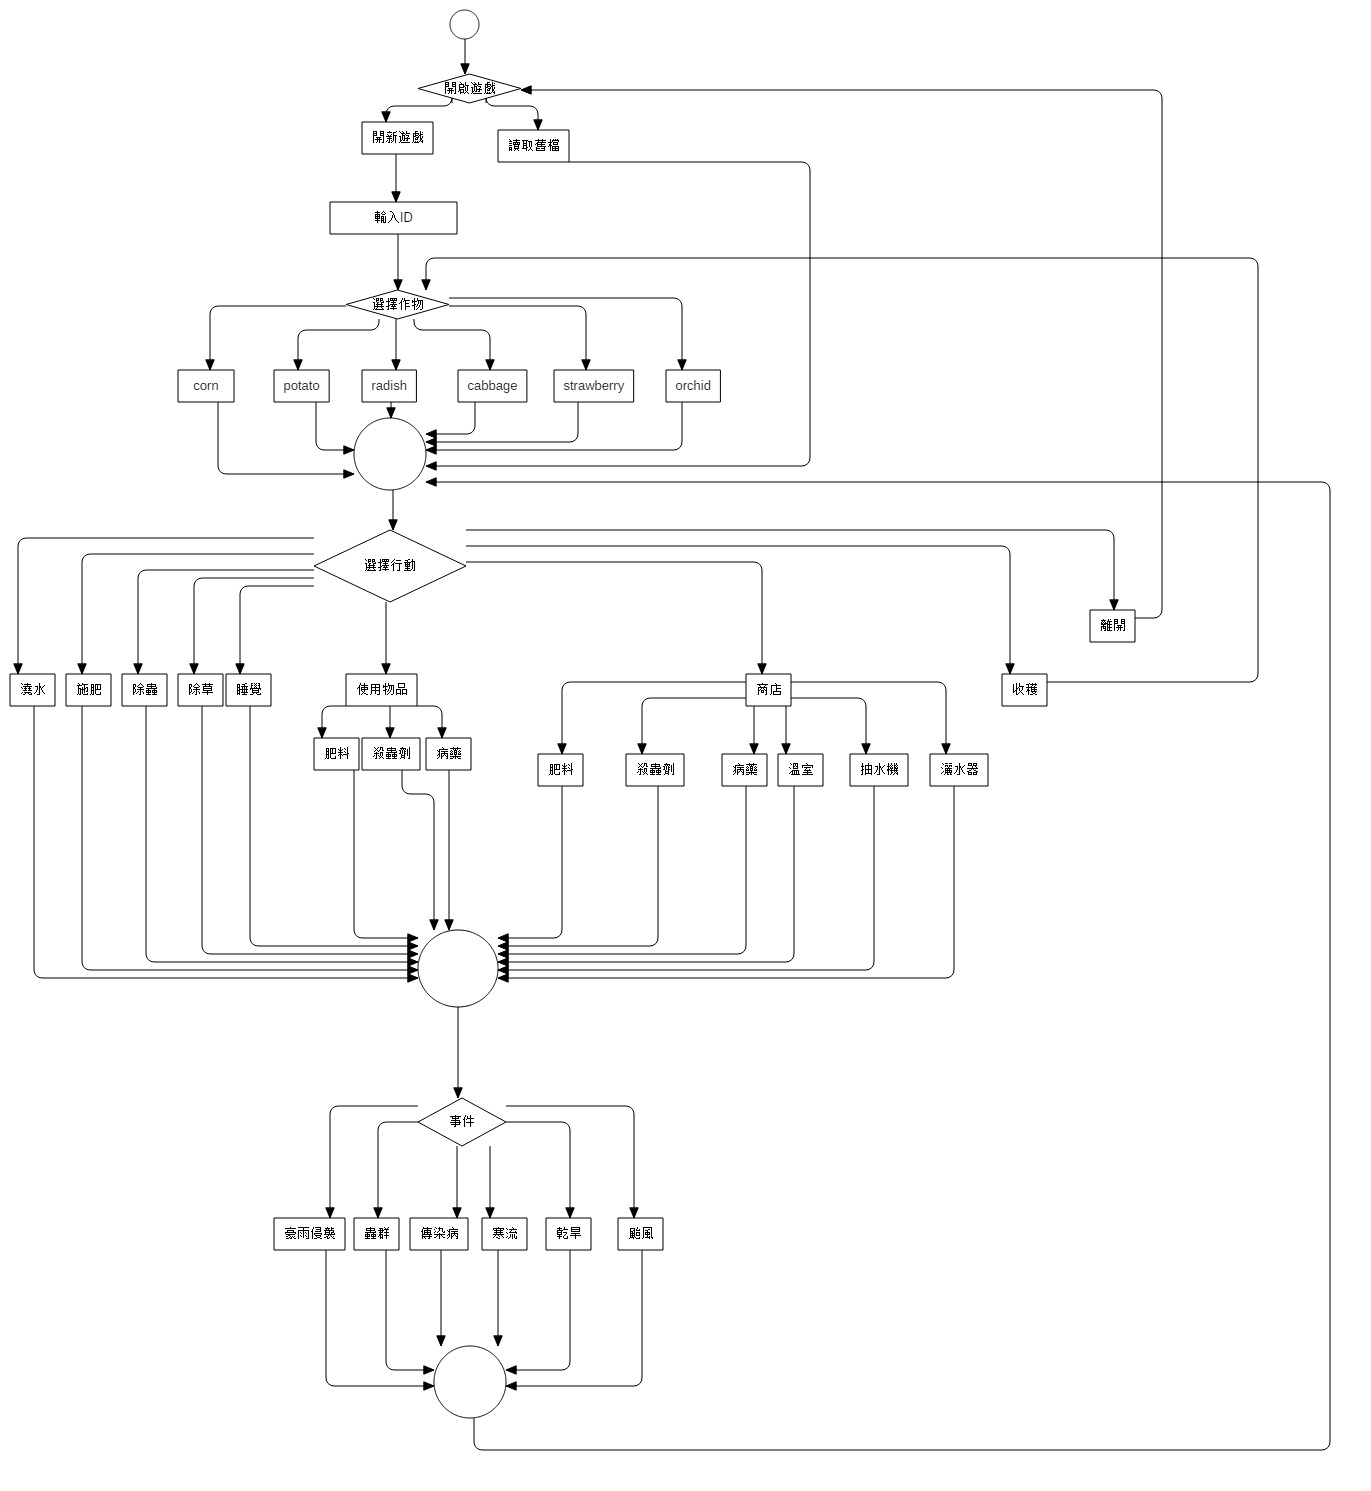 開啟遊戲
開新遊戲
讀取舊檔
輸入ID
選擇作物
corn
potato
radish
cabbage
strawberry
orchid
選擇行動
離開
澆水
施肥
除蟲
除草
睡覺
使用物品
商店
收穫
肥料
殺蟲劑
病藥
肥料
殺蟲劑
病藥
溫室
抽水機
灑水器
事件
豪雨侵襲
蟲群
傳染病
寒流
乾旱
颱風